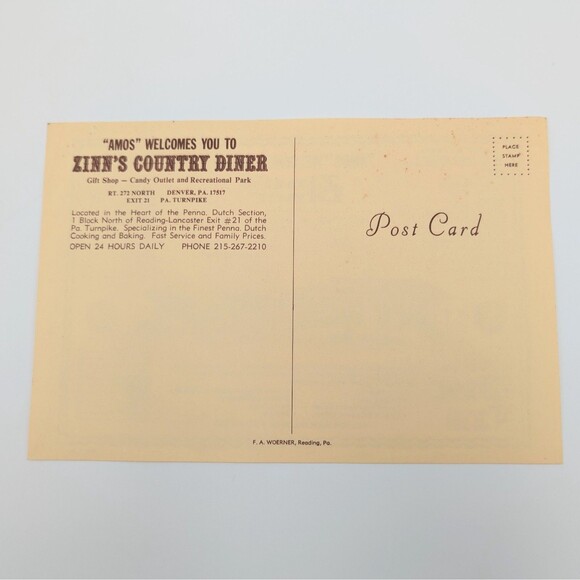 "AMOS" WELCOMES YOU TO
ZINN'S COUNTRY DINER
Gift Shop — Candy Outlet and Recreational Park
RT. 272 NORTH DENVER, PA. 17517
EXIT 21 PA. TURNPIKE
Located in the Heart of the Penna. Dutch Section,
1 Block North of Reading-Lancaster Exit #21 of the
Pa. Turnpike. Specializing in the Finest Penna. Dutch
Cooking and Baking. Fast Service and Family Prices.
OPEN 24 HOURS DAILY PHONE 215-267-2210
PLACE
STAMP
HERE
Post Card
F. A. WOERNER, Reading, Pa.